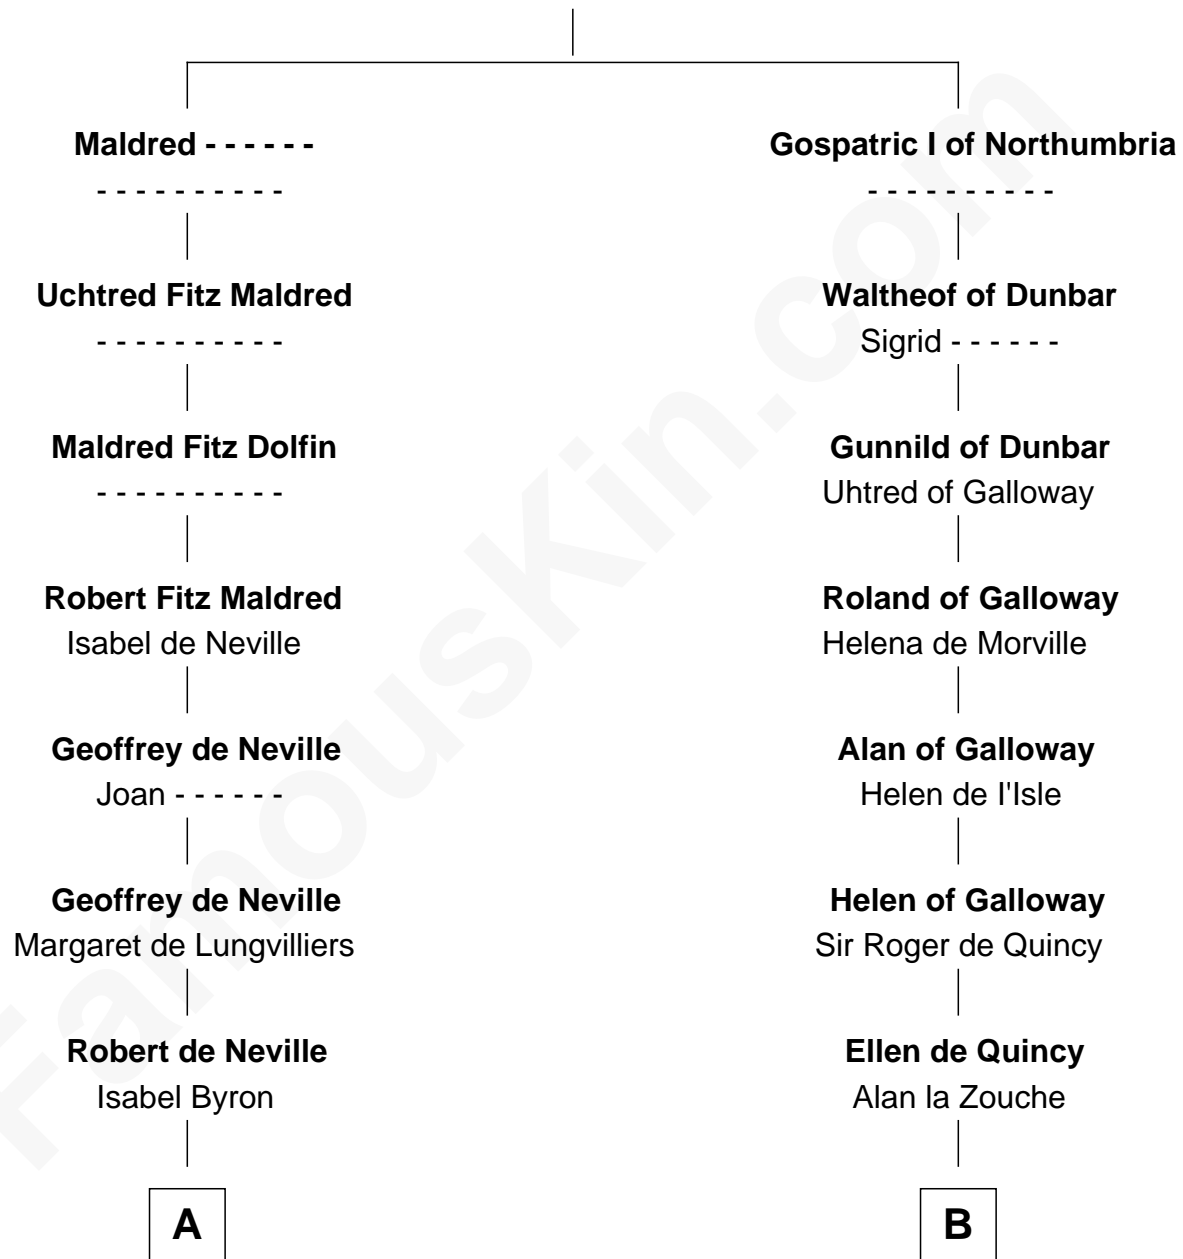 Maldred - - - - - -
- - - - - - - - - -
Uchtred Fitz Maldred
- - - - - - - - - -
Maldred Fitz Dolfin
- - - - - - - - - -
Robert Fitz Maldred
Isabel de Neville
Geoffrey de Neville
Joan - - - - - -
Geoffrey de Neville
Margaret de Lungvilliers
Robert de Neville
Isabel Byron
A
Gospatric I of Northumbria
- - - - - - - - - -
Waltheof of Dunbar
Sigrid - - - - - -
Gunnild of Dunbar
Uhtred of Galloway
Roland of Galloway
Helena de Morville
Alan of Galloway
Helen de I'Isle
Helen of Galloway
Sir Roger de Quincy
Ellen de Quincy
Alan la Zouche
B
FamousKin.com